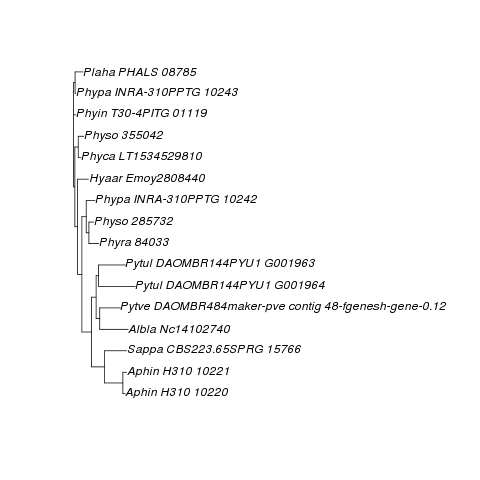 Plaha PHALS 08785
Phypa INRA-310PPTG 10243
Phyin T30-4PITG 01119
Physo 355042
Phyca LT1534529810
Hyaar Emoy2808440
Phypa INRA-310PPTG 10242
Physo 285732
Phyra 84033
Pytul DAOMBR144PYU1 G001963
Pytul DAOMBR144PYU1 G001964
Pytve DAOMBR484maker-pve contig 48-fgenesh-gene-0.12
Albla Nc14102740
Sappa CBS223.65SPRG 15766
Aphin H310 10221
Aphin H310 10220